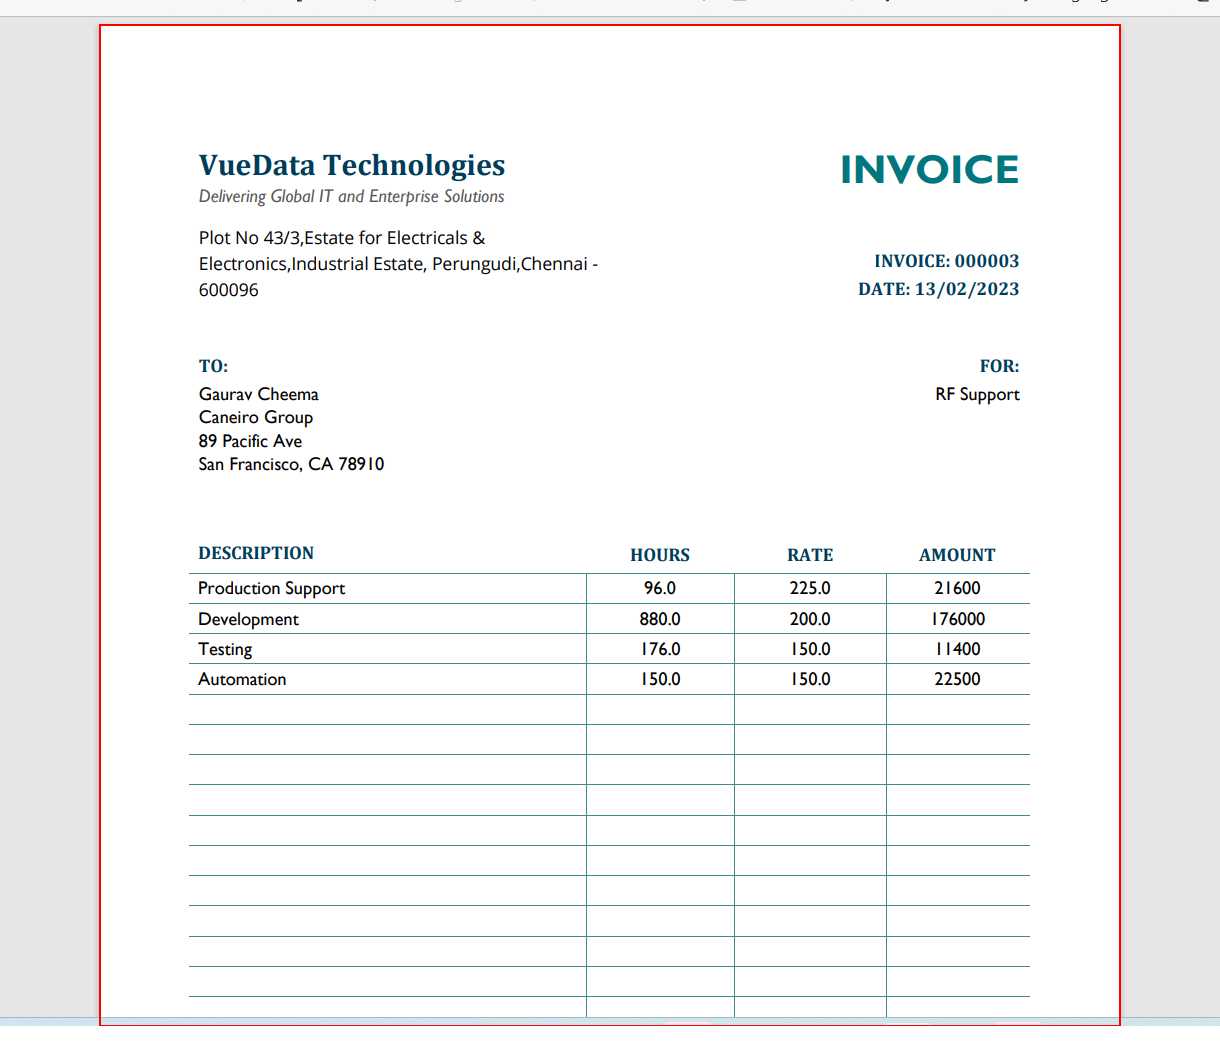 VueData Technologies
INVOICE
Delivering Global IT and Enterprise Solutions
Plot No 43/3,Estate for Electricals &
Electronics,Industrial Estate, Perungudi,Chennai -
600096
INVOICE: 000003
DATE: 13/02/2023
TO:
FOR:
Gaurav Cheema
RF Support
Caneiro Group
89 Pacific Ave
San Francisco, CA 78910
DESCRIPTION HOURS RATE AMOUNT
Production Support 96.0 225.0 21600
Development 880.0 200.0 176000
Testing 176.0 150.0 11400
Automation 150.0 150.0 22500